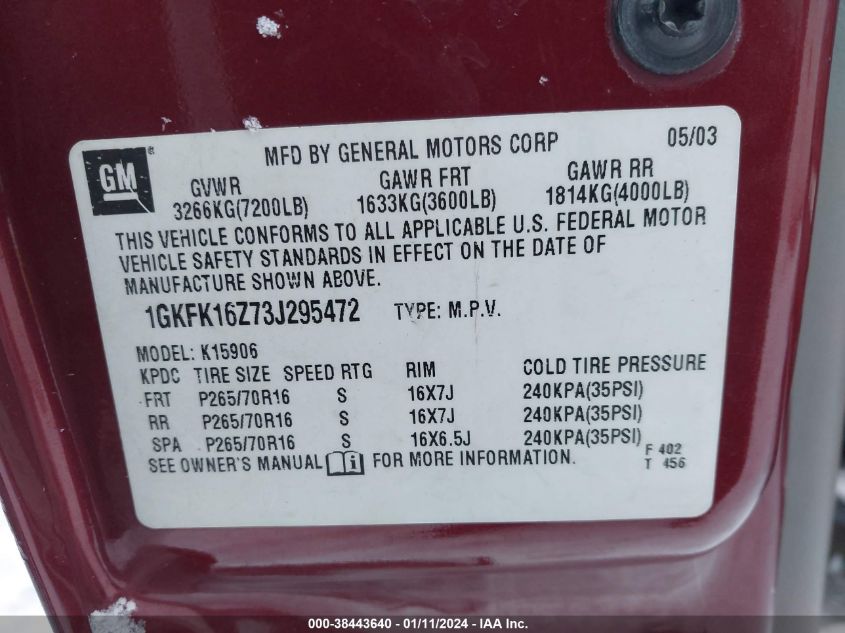 GM
MFD BY GENERAL MOTORS CORP 05/03
GVWR GAWR FRT GAWR RR
3266KG(7200LB) 1633KG(3600LB) 1814KG(4000LB)
THIS VEHICLE CONFORMS TO ALL APPLICABLE U.S. FEDERAL MOTOR
VEHICLE SAFETY STANDARDS IN EFFECT ON THE DATE OF
MANUFACTURE SHOWN ABOVE.
1GKFK16Z73J295472 TYPE: M.P.V.
MODEL: K15906
KPDC TIRE SIZE SPEED RTG RIM COLD TIRE PRESSURE
FRT P265/70R16 S 16X7J 240KPA(35PSI)
RR P265/70R16 S 16X7J 240KPA(35PSI)
SPA P265/70R16 S 16X6.5J 240KPA(35PSI)
SEE OWNER'S MANUAL i FOR MORE INFORMATION.
F 402
T 456
000-38443640 - 01/11/2024 - IAA Inc.